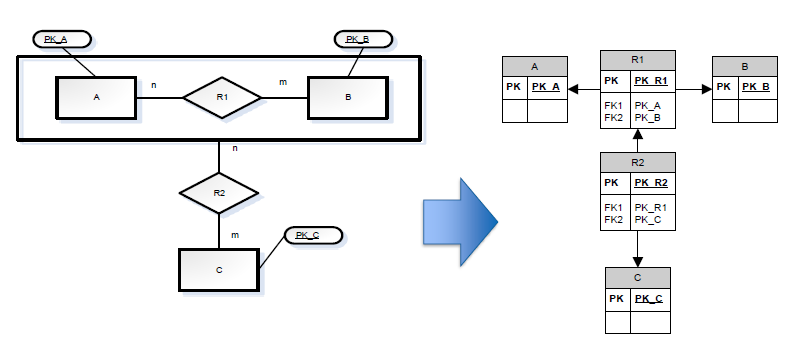 PK_A
PK_B
n
m
A
R1
B
n
R2
m
PK_C
C
A
PK PK_A
R1
PK PK_R1
FK1 PK_A
FK2 PK_B
B
PK PK_B
R2
PK PK_R2
FK1 PK_R1
FK2 PK_C
C
PK PK_C